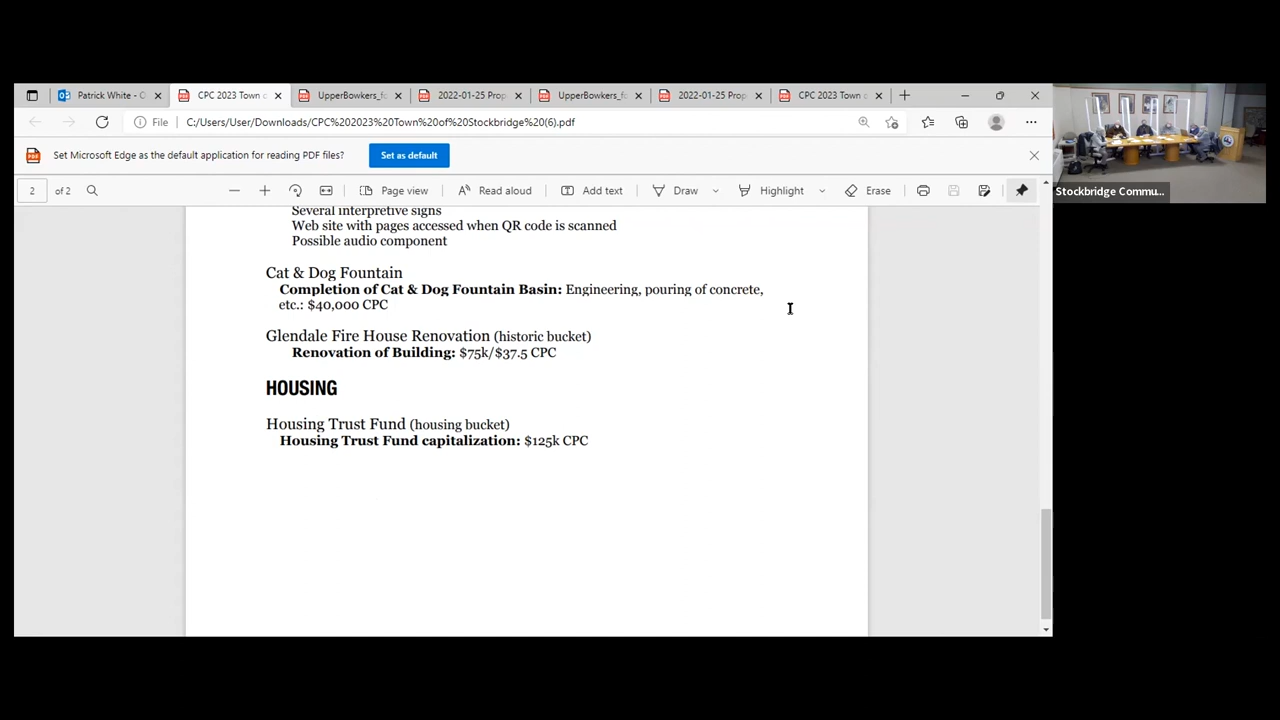 Patrick White - O
CPC 2023 Town o
UpperBowkers_fo
2022-01-25 Prop
UpperBowkers_fo
2022-01-25 Prop
CPC 2023 Town o
File
C:/Users/User/Downloads/CPC%202023%20Town%20of%20Stockbridge%20(6).pdf
Set Microsoft Edge as the default application for reading PDF files?
Set as default
2 of 2
Page view
Read aloud
Add text
Draw
Highlight
Erase
Stockbridge Commu...
Several interpretive signs
Web site with pages accessed when QR code is scanned
Possible audio component
Cat & Dog Fountain
Completion of Cat & Dog Fountain Basin: Engineering, pouring of concrete,
etc.: $40,000 CPC
Glendale Fire House Renovation (historic bucket)
Renovation of Building: $75k/$37.5 CPC
HOUSING
Housing Trust Fund (housing bucket)
Housing Trust Fund capitalization: $125k CPC